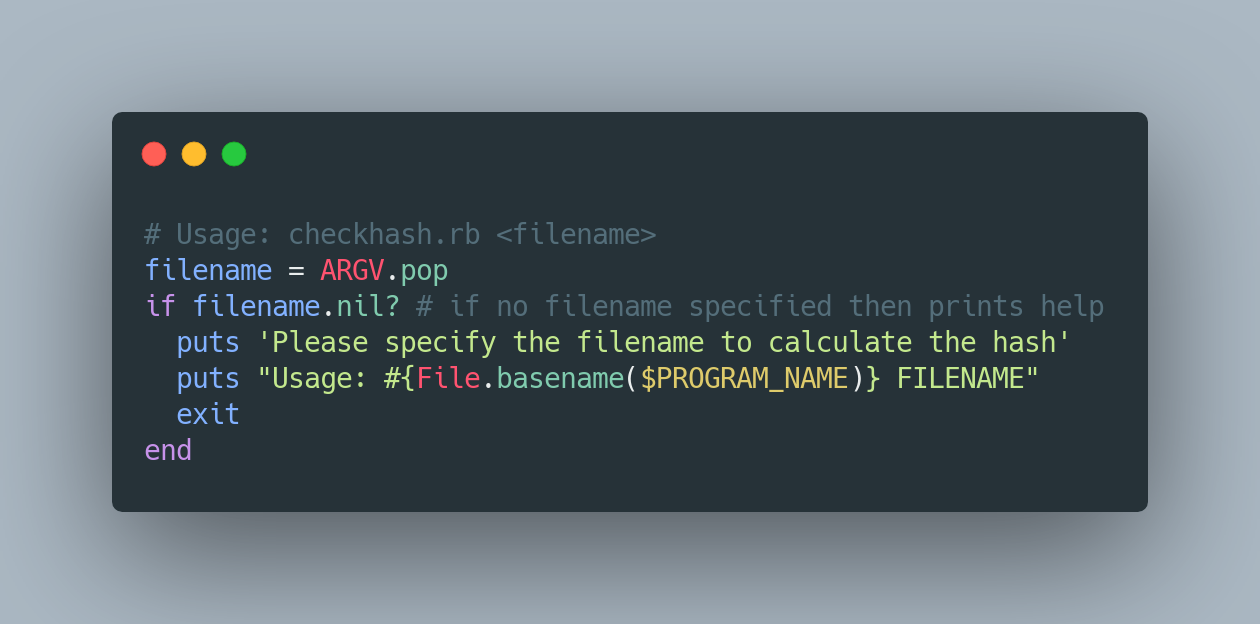 # Usage: checkhash.rb <filename>
filename = ARGV.pop
if filename.nil? # if no filename specified then prints help
  puts 'Please specify the filename to calculate the hash'
  puts "Usage: #{File.basename($PROGRAM_NAME)} FILENAME"
  exit
end